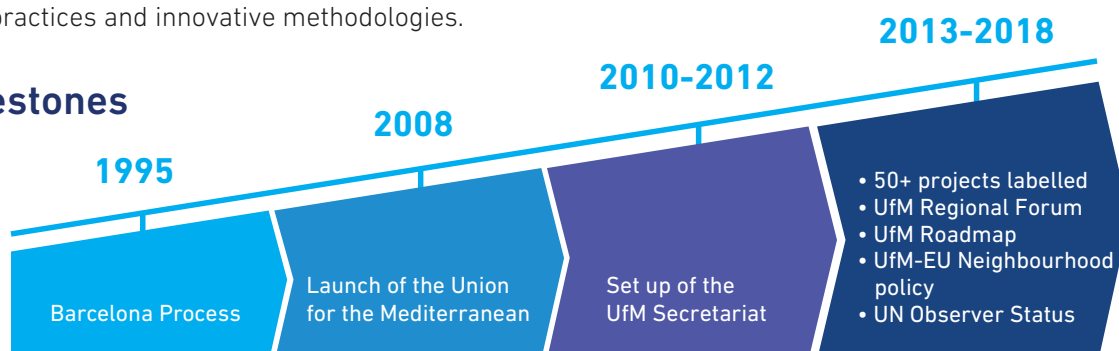 practices and innovative methodologies.
estones
1995
2008
2010-2012
2013-2018
Barcelona Process
Launch of the Union
for the Mediterranean
Set up of the
UfM Secretariat
• 50+ projects labelled
• UfM Regional Forum
• UfM Roadmap
• UfM-EU Neighbourhood
policy
• UN Observer Status